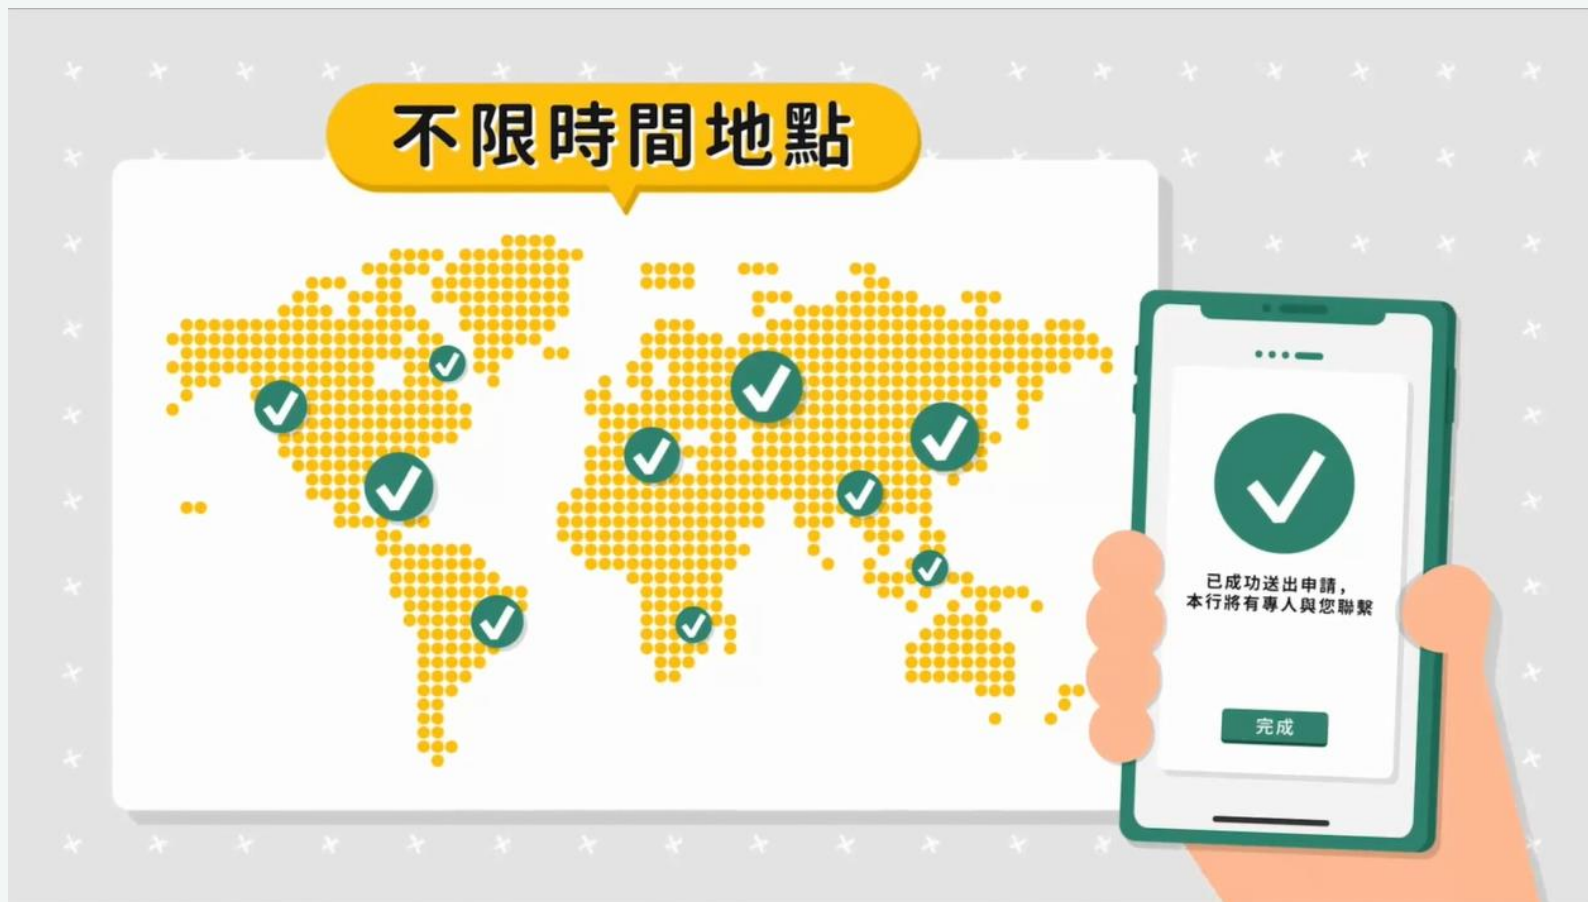 不限時間地點
已成功送出申請，
本行將有專人與您聯繫
完成